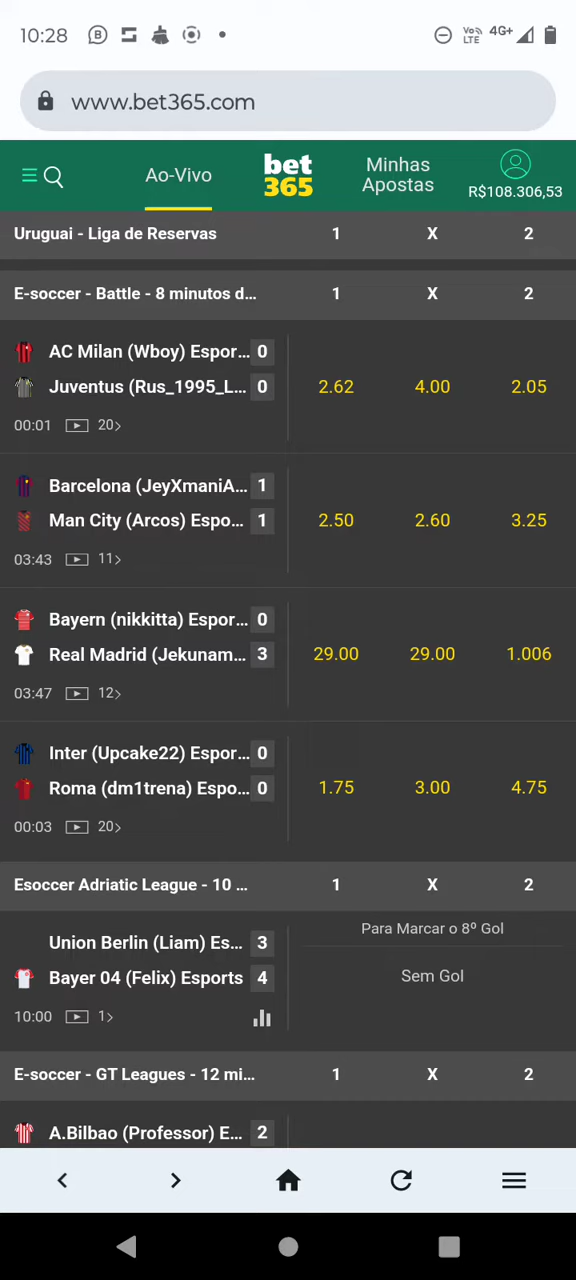 10:28
Vo)) LTE 4G+
www.bet365.com
Ao-Vivo
bet365
Minhas Apostas
R$108.306,53
Uruguai - Liga de Reservas 1 X 2
E-soccer - Battle - 8 minutos d... 1 X 2
AC Milan (Wboy) Espor... 0
Juventus (Rus_1995_L... 0
2.62 4.00 2.05
00:01 20>
Barcelona (JeyXmaniA... 1
Man City (Arcos) Espo... 1
2.50 2.60 3.25
03:43 11>
Bayern (nikkitta) Espor... 0
Real Madrid (Jekunam... 3
29.00 29.00 1.006
03:47 12>
Inter (Upcake22) Espor... 0
Roma (dm1trena) Espo... 0
1.75 3.00 4.75
00:03 20>
Esoccer Adriatic League - 10 ... 1 X 2
Para Marcar o 8º Gol
Union Berlin (Liam) Es... 3
Bayer 04 (Felix) Esports 4
Sem Gol
10:00 1>
E-soccer - GT Leagues - 12 mi... 1 X 2
A.Bilbao (Professor) E... 2